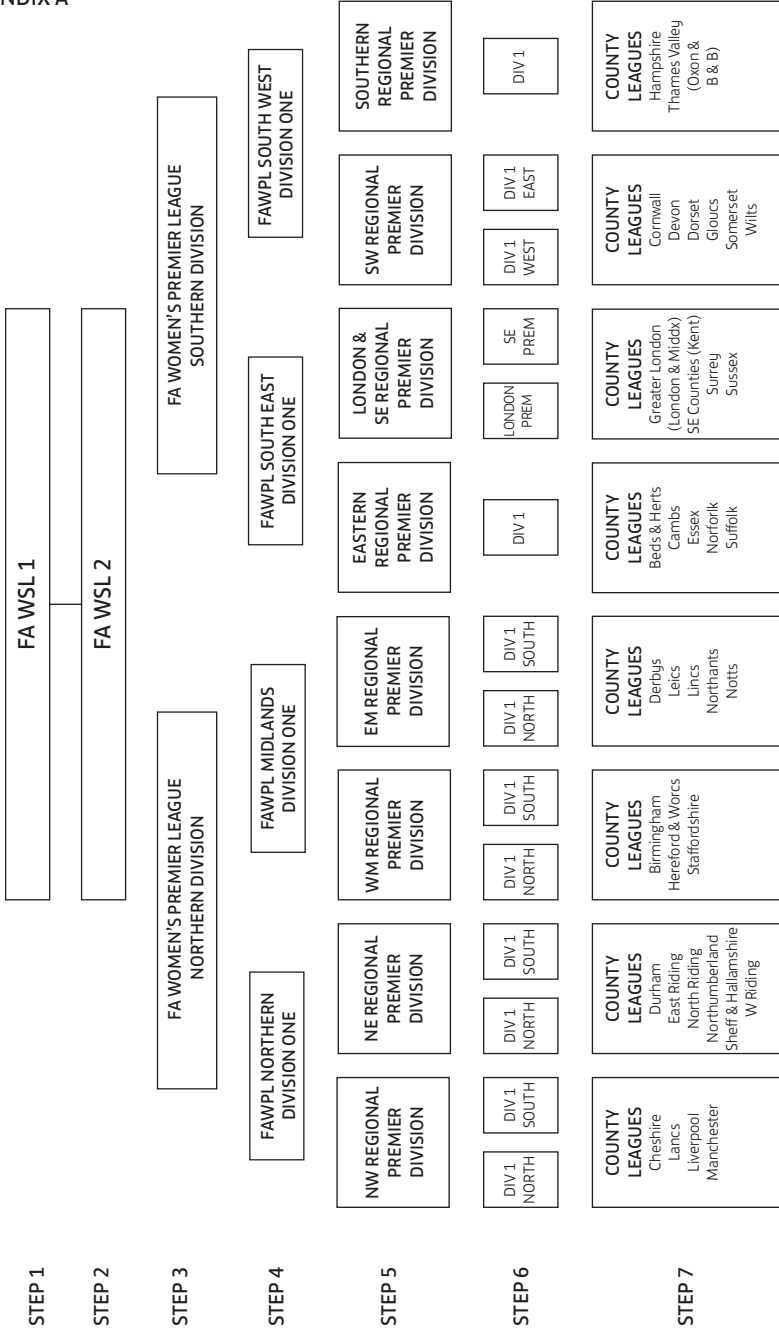 NDIX A
STEP 1
FA WSL 1
STEP 2
FA WSL 2
STEP 3
FA WOMEN'S PREMIER LEAGUE
NORTHERN DIVISION
FA WOMEN'S PREMIER LEAGUE
SOUTHERN DIVISION
STEP 4
FAWPL NORTHERN
DIVISION ONE
FAWPL MIDLANDS
DIVISION ONE
FAWPL SOUTH EAST
DIVISION ONE
FAWPL SOUTH WEST
DIVISION ONE
STEP 5
NW REGIONAL
PREMIER
DIVISION
NE REGIONAL
PREMIER
DIVISION
WM REGIONAL
PREMIER
DIVISION
EM REGIONAL
PREMIER
DIVISION
EASTERN
REGIONAL
PREMIER
DIVISION
LONDON &
SE REGIONAL
PREMIER
DIVISION
SW REGIONAL
PREMIER
DIVISION
SOUTHERN
REGIONAL
PREMIER
DIVISION
STEP 6
DIV 1
NORTH
DIV 1
SOUTH
DIV 1
NORTH
DIV 1
SOUTH
DIV 1
NORTH
DIV 1
SOUTH
DIV 1
NORTH
DIV 1
SOUTH
DIV 1
LONDON
PREM
SE
PREM
DIV 1
WEST
DIV 1
EAST
DIV 1
STEP 7
COUNTY
LEAGUES
Cheshire
Lancs
Liverpool
Manchester
COUNTY
LEAGUES
Durham
East Riding
North Riding
Northumberland
Sheff & Hallamshire
W Riding
COUNTY
LEAGUES
Birmingham
Hereford & Worcs
Staffordshire
COUNTY
LEAGUES
Derbys
Leics
Lincs
Northants
Notts
COUNTY
LEAGUES
Beds & Herts
Cambs
Essex
Norforlk
Suffolk
COUNTY
LEAGUES
Greater London
(London & Middx)
SE Counties (Kent)
Surrey
Sussex
COUNTY
LEAGUES
Cornwall
Devon
Dorset
Gloucs
Somerset
Wilts
COUNTY
LEAGUES
Hampshire
Thames Valley
(Oxon &
B & B)